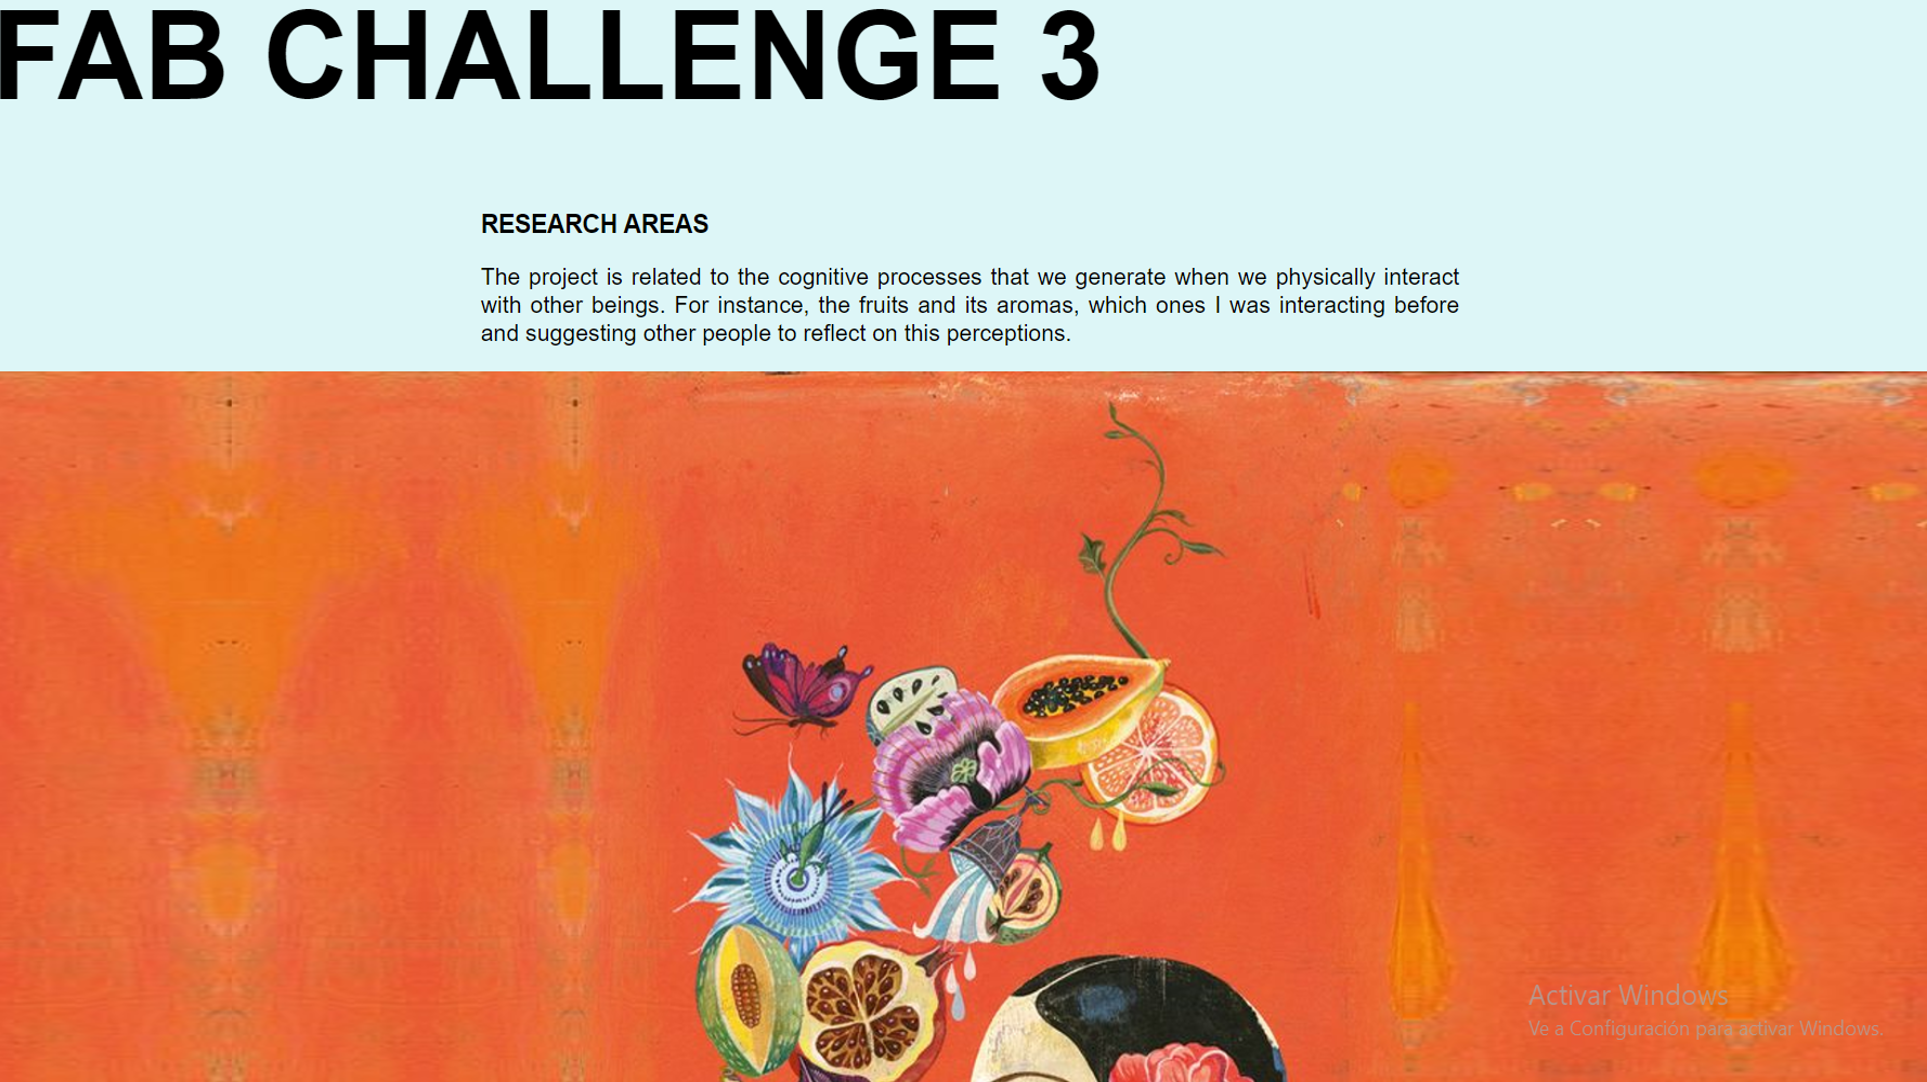 FAB CHALLENGE 3
RESEARCH AREAS
The project is related to the cognitive processes that we generate when we physically interact
with other beings. For instance, the fruits and its aromas, which ones I was interacting before
and suggesting other people to reflect on this perceptions.
Activar Windows
Ve a Configuración para activar Windows.